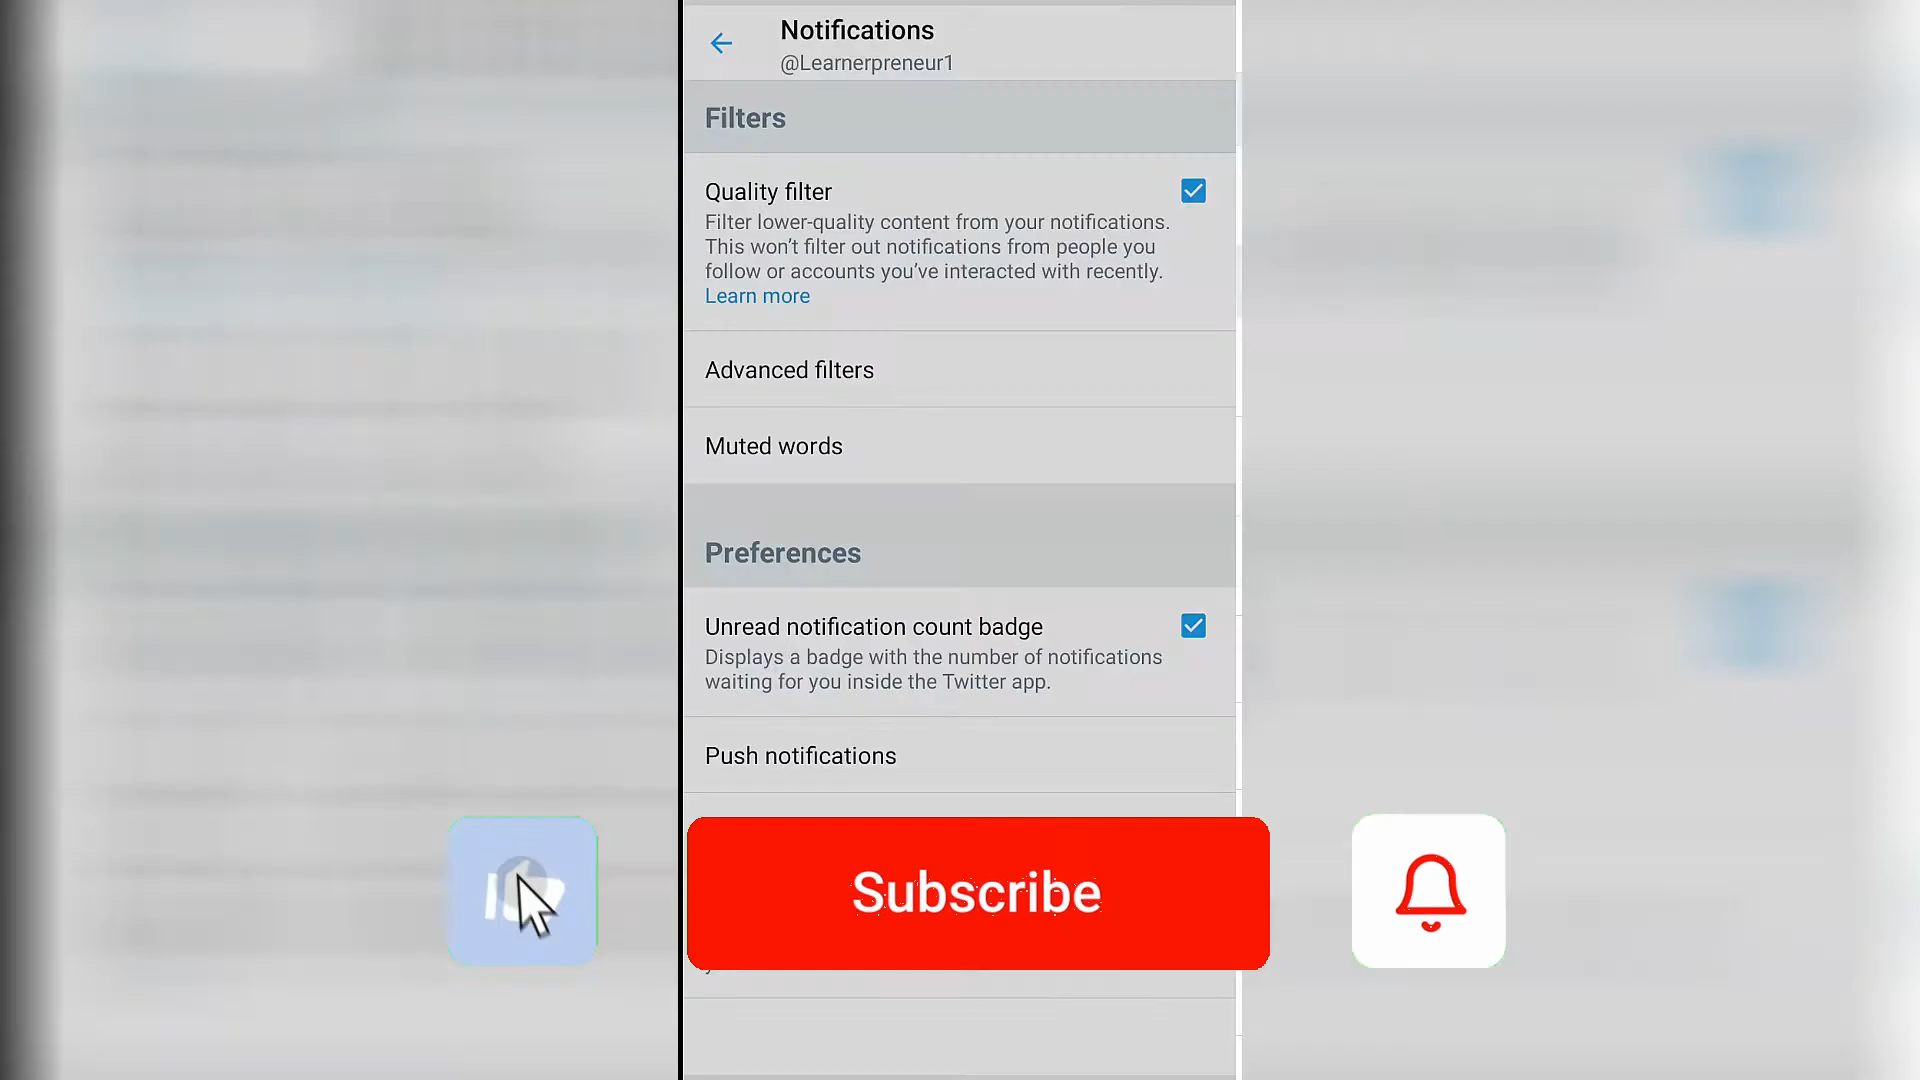 Notifications
@Learnerpreneur1
Filters
Quality filter
Filter lower-quality content from your notifications.
This won’t filter out notifications from people you
follow or accounts you’ve interacted with recently.
Learn more
Advanced filters
Muted words
Preferences
Unread notification count badge
Displays a badge with the number of notifications
waiting for you inside the Twitter app.
Push notifications
Subscribe